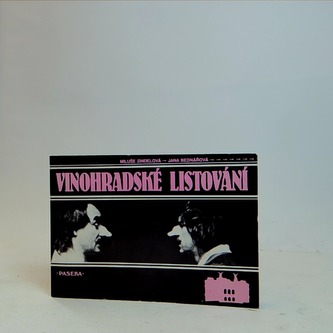 MILUŠE ZINDELOVÁ — JANA BEDNÁŘOVÁ
VINOHRADSKÉ LISTOVÁNÍ
·PASEKA·